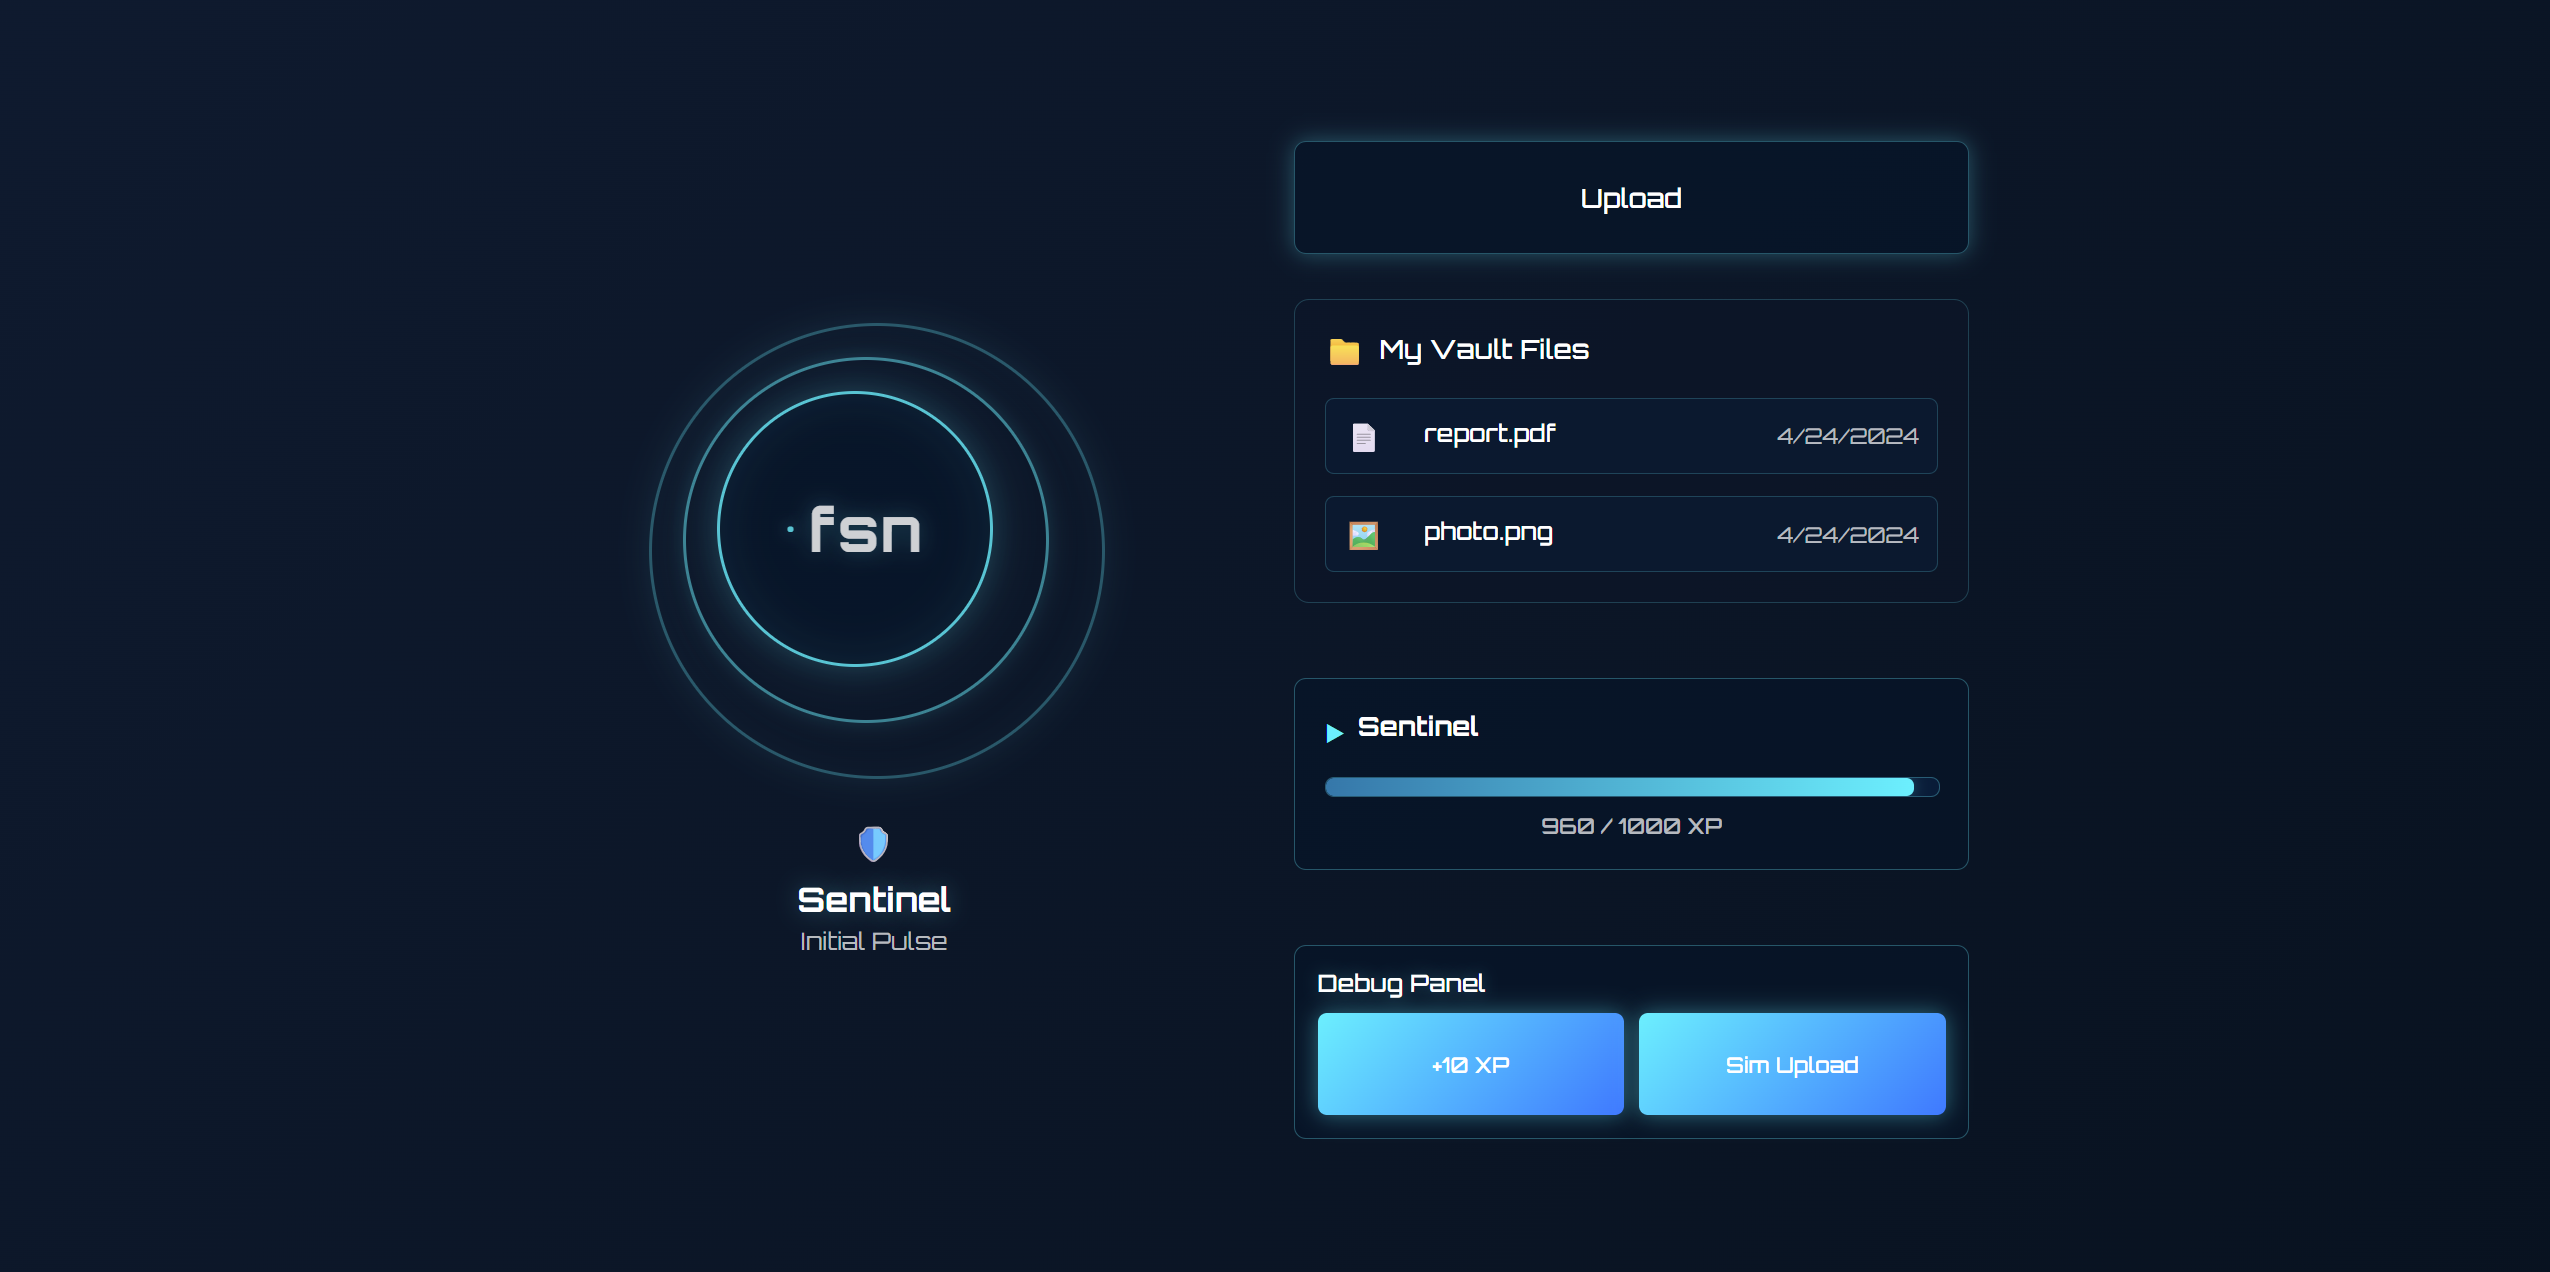 fsn
Sentinel
Initial Pulse
Upload
My Vault Files
report.pdf 4/24/2024
photo.png 4/24/2024
Sentinel
960 / 1000 XP
Debug Panel
+10 XP
Sim Upload